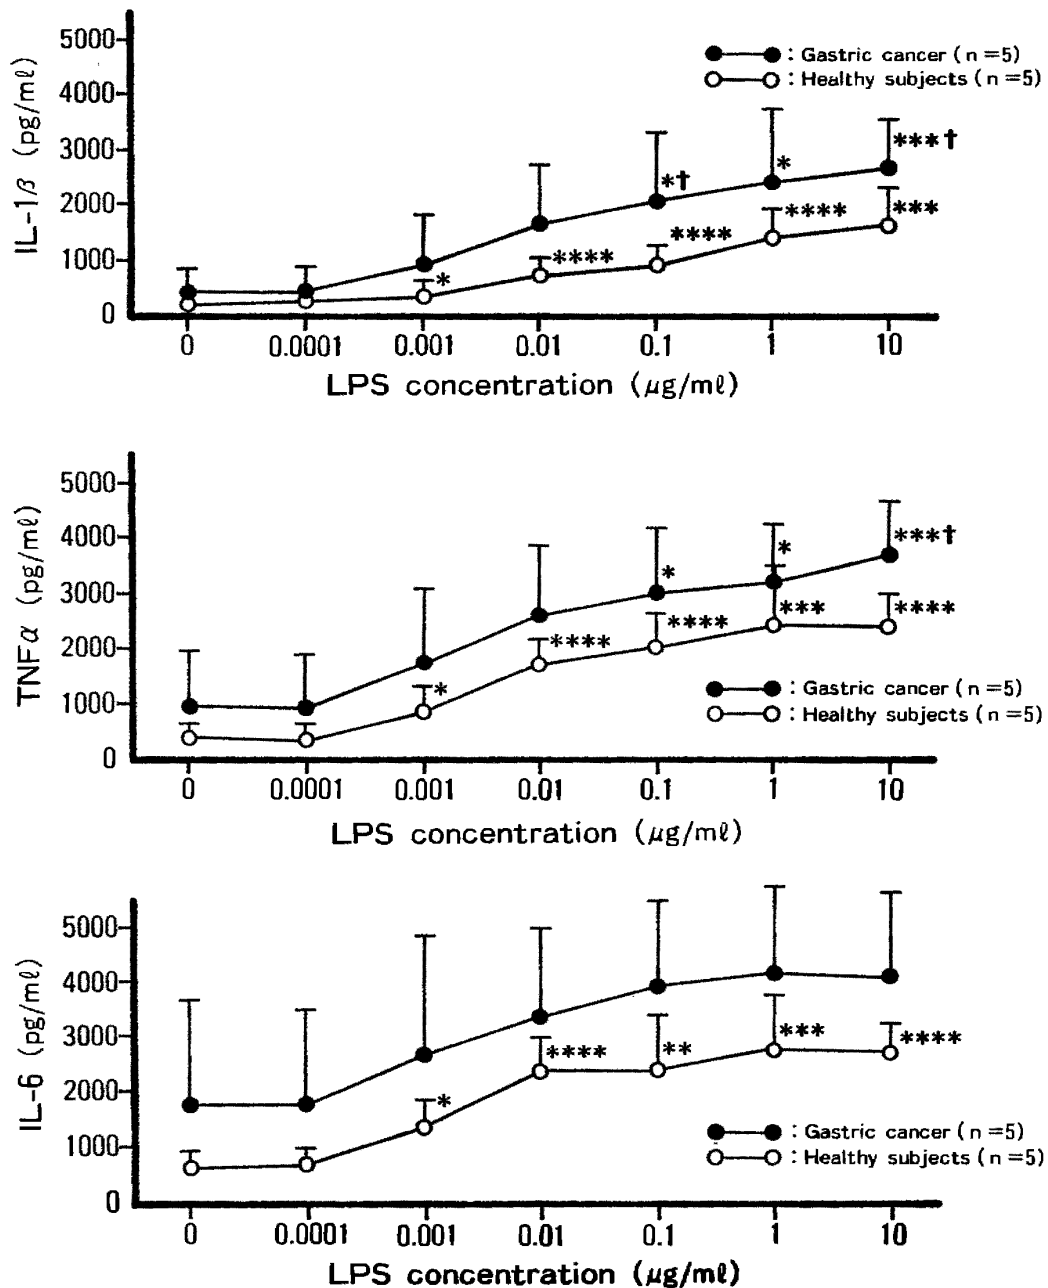 5000
4000
3000
2000
1000
0
IL-1β (pg/ml)
: Gastric cancer (n=5)
: Healthy subjects (n=5)
*† * ***†
* **** **** **** ***
0 0.0001 0.001 0.01 0.1 1 10
LPS concentration (μg/ml)
5000
4000
3000
2000
1000
0
TNFα (pg/ml)
* * ***†
* **** **** *** ****
: Gastric cancer (n=5)
: Healthy subjects (n=5)
0 0.0001 0.001 0.01 0.1 1 10
LPS concentration (μg/ml)
5000
4000
3000
2000
1000
0
IL-6 (pg/ml)
* **** ** *** ****
: Gastric cancer (n=5)
: Healthy subjects (n=5)
0 0.0001 0.001 0.01 0.1 1 10
LPS concentration (μg/ml)